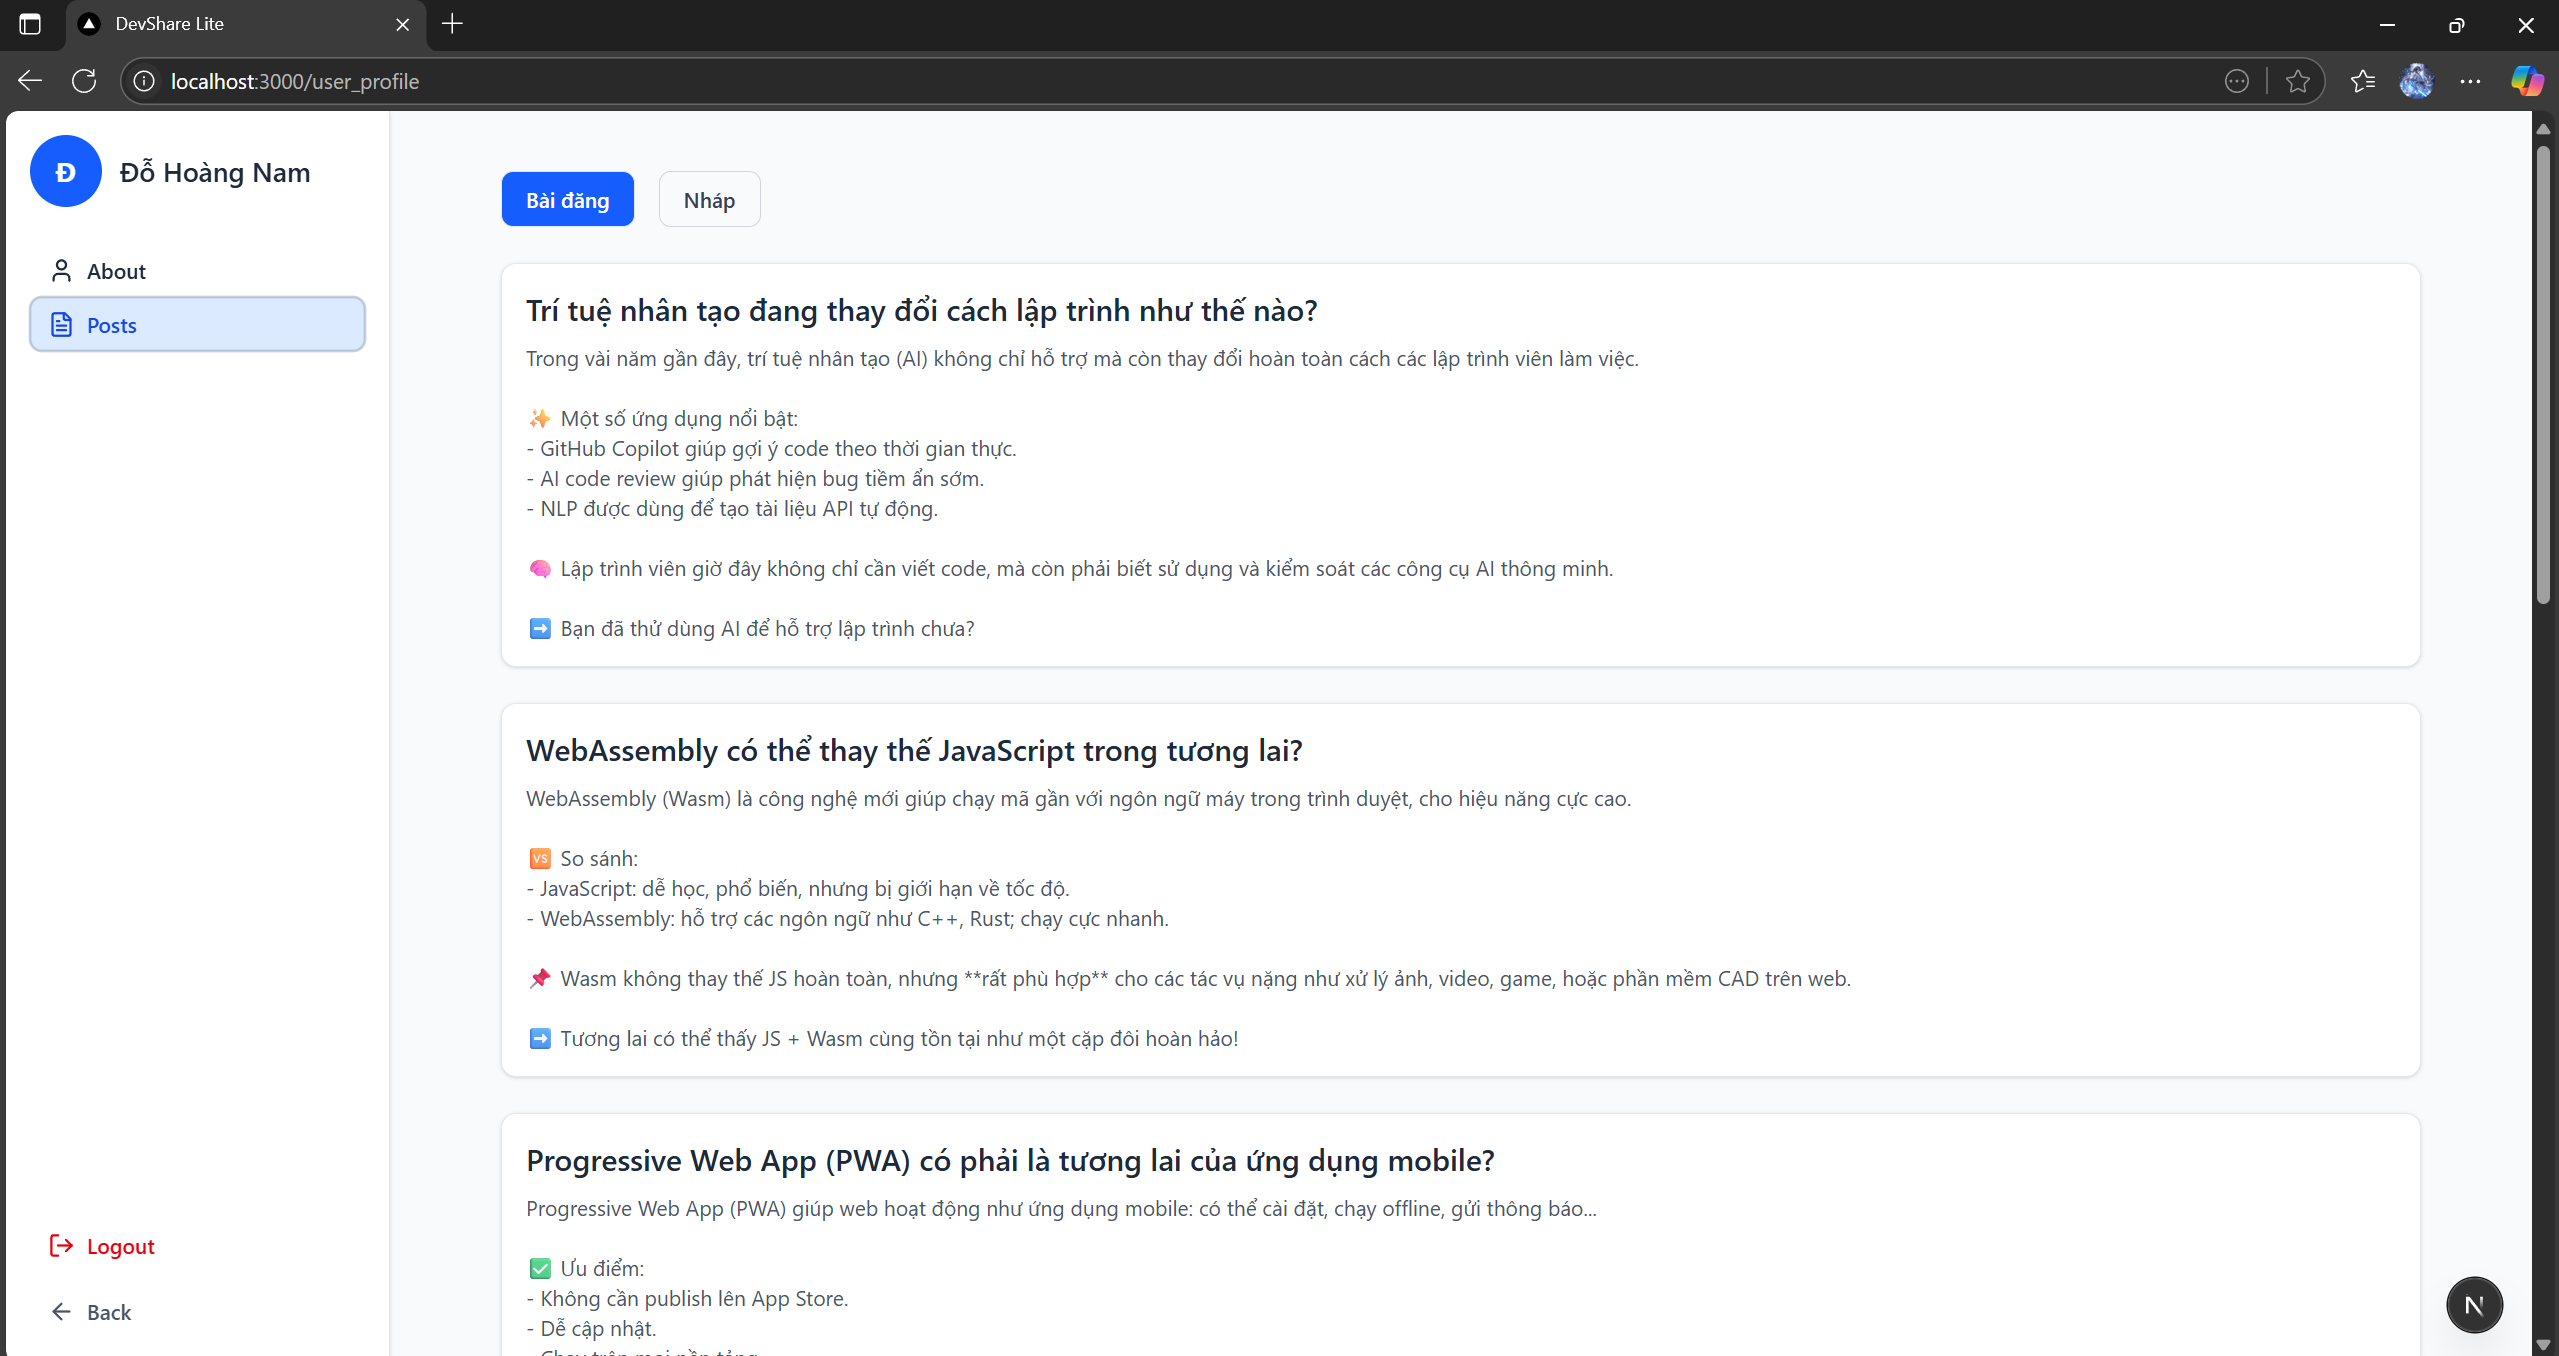 DevShare Lite
localhost:3000/user_profile
Đ
Đỗ Hoàng Nam
About
Posts
Bài đăng
Nháp
Trí tuệ nhân tạo đang thay đổi cách lập trình như thế nào?
Trong vài năm gần đây, trí tuệ nhân tạo (AI) không chỉ hỗ trợ mà còn thay đổi hoàn toàn cách các lập trình viên làm việc.
✨ Một số ứng dụng nổi bật:
- GitHub Copilot giúp gợi ý code theo thời gian thực.
- AI code review giúp phát hiện bug tiềm ẩn sớm.
- NLP được dùng để tạo tài liệu API tự động.
🧠 Lập trình viên giờ đây không chỉ cần viết code, mà còn phải biết sử dụng và kiểm soát các công cụ AI thông minh.
➡️ Bạn đã thử dùng AI để hỗ trợ lập trình chưa?
WebAssembly có thể thay thế JavaScript trong tương lai?
WebAssembly (Wasm) là công nghệ mới giúp chạy mã gần với ngôn ngữ máy trong trình duyệt, cho hiệu năng cực cao.
🆚 So sánh:
- JavaScript: dễ học, phổ biến, nhưng bị giới hạn về tốc độ.
- WebAssembly: hỗ trợ các ngôn ngữ như C++, Rust; chạy cực nhanh.
📌 Wasm không thay thế JS hoàn toàn, nhưng **rất phù hợp** cho các tác vụ nặng như xử lý ảnh, video, game, hoặc phần mềm CAD trên web.
➡️ Tương lai có thể thấy JS + Wasm cùng tồn tại như một cặp đôi hoàn hảo!
Progressive Web App (PWA) có phải là tương lai của ứng dụng mobile?
Progressive Web App (PWA) giúp web hoạt động như ứng dụng mobile: có thể cài đặt, chạy offline, gửi thông báo...
✅ Ưu điểm:
- Không cần publish lên App Store.
- Dễ cập nhật.
- Chạy trên mọi nền tảng.
Logout
Back
N